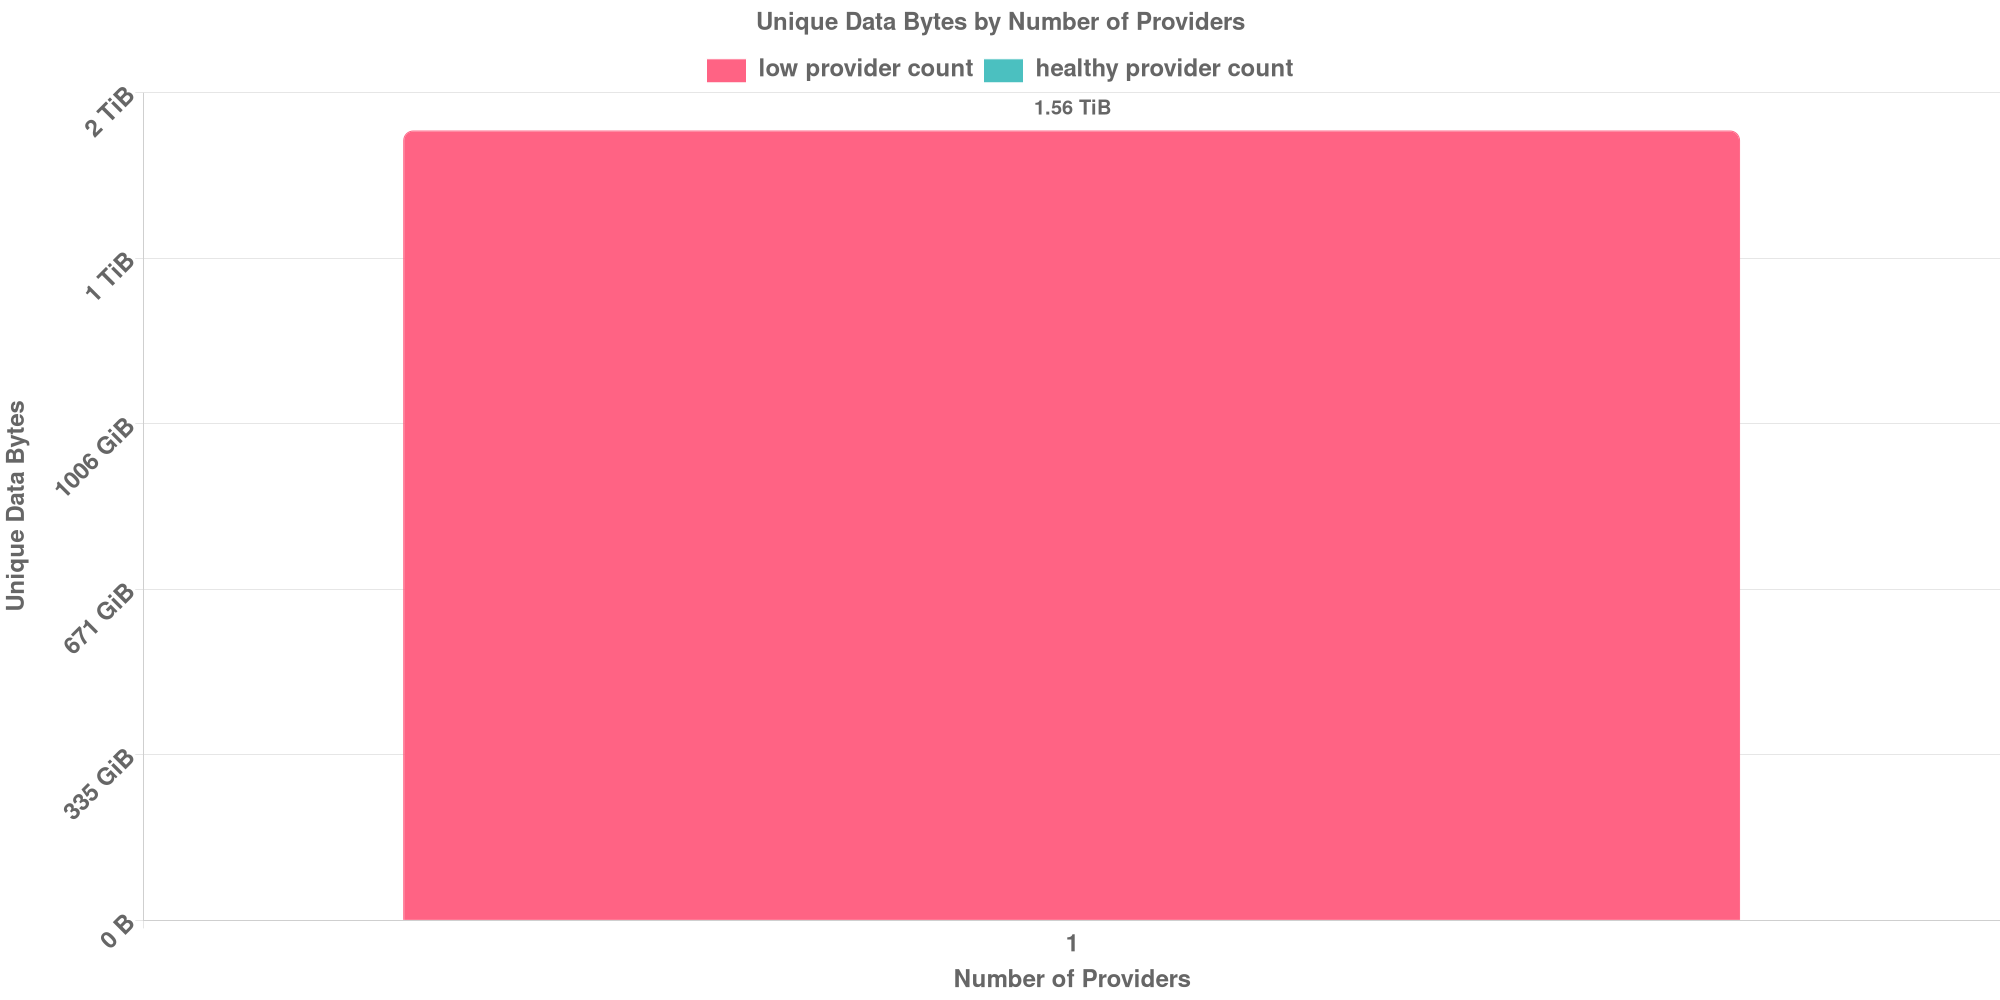 Unique Data Bytes by Number of Providers
low provider count
healthy provider count
2 TiB
1 TiB
1006 GiB
671 GiB
335 GiB
0 B
Unique Data Bytes
1.56 TiB
1
Number of Providers